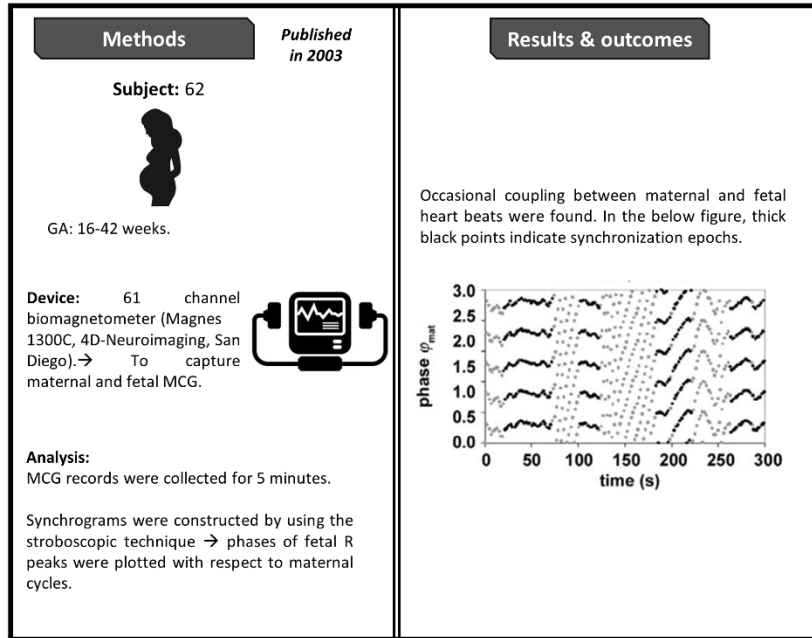 Methods
Published
in 2003
Subject: 62
GA: 16-42 weeks.
Device: 61 channel
biomagnetometer (Magnes
1300C, 4D-Neuroimaging, San
Diego).→ To capture
maternal and fetal MCG.
Analysis:
MCG records were collected for 5 minutes.
Synchrograms were constructed by using the
stroboscopic technique → phases of fetal R
peaks were plotted with respect to maternal
cycles.
Results & outcomes
Occasional coupling between maternal and fetal
heart beats were found. In the below figure, thick
black points indicate synchronization epochs.
phase φmat
3.0
2.5
2.0
1.5
1.0
0.5
0.0
0 50 100 150 200 250 300
time (s)